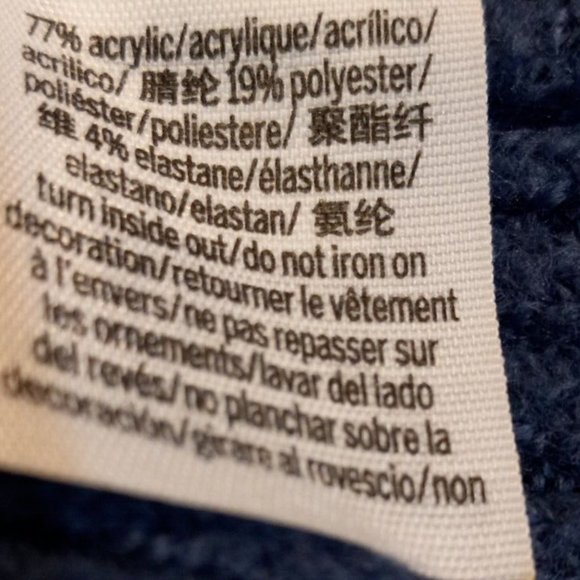 77% acrylic/acrylique/acrílico/
acrilico/ 腈纶 19% polyester/
poliéster/poliestere/ 聚酯纤
维 4% elastane/élasthanne/
elastano/elastan/ 氨纶
turn inside out/do not iron on
decoration/retourner le vêtement
à l'envers/ne pas repasser sur
les ornements/lavar del lado
del revés/no planchar sobre la
decoración/girare al rovescio/non